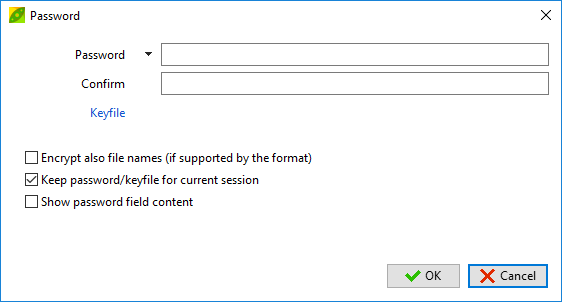 Password
Password
Confirm
Keyfile
Encrypt also file names (if supported by the format)
Keep password/keyfile for current session
Show password field content
OK Cancel